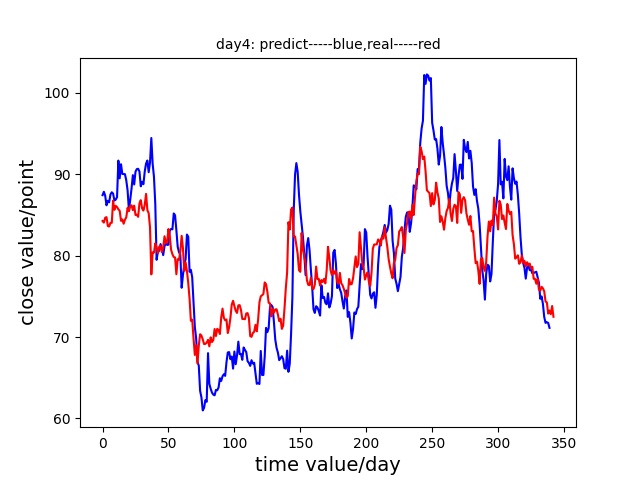 day4: predict-----blue,real-----red
100
90
80
70
60
close value/point
0 50 100 150 200 250 300 350
time value/day